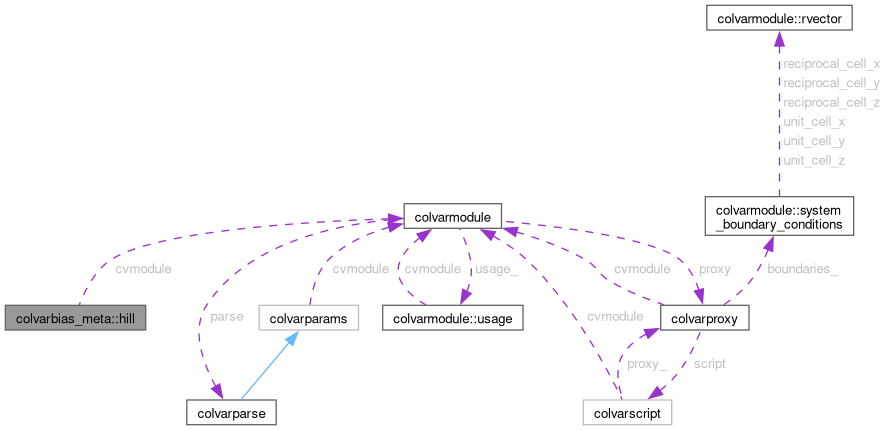 colvarmodule::rvector
reciprocal_cell_x
reciprocal_cell_y
reciprocal_cell_z
unit_cell_x
unit_cell_y
unit_cell_z
colvarmodule
colvarmodule::system
_boundary_conditions
cvmodule
cvmodule
cvmodule
usage_
cvmodule
proxy
boundaries_
colvarbias_meta::hill
parse
colvarparams
colvarmodule::usage
cvmodule
colvarproxy
proxy_
script
colvarparse
colvarscript